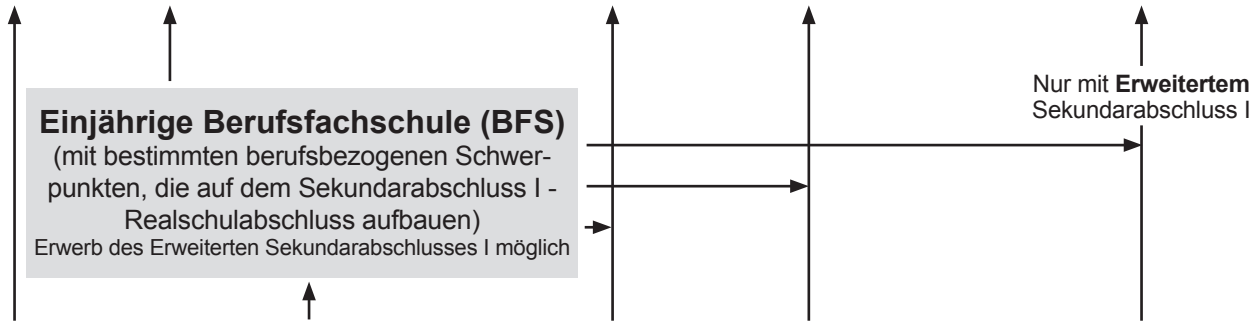 Nur mit Erweitertem
Sekundarabschluss I
Einjährige Berufsfachschule (BFS)
(mit bestimmten berufsbezogenen Schwer-
punkten, die auf dem Sekundarabschluss I -
Realschulabschluss aufbauen)
Erwerb des Erweiterten Sekundarabschlusses I möglich